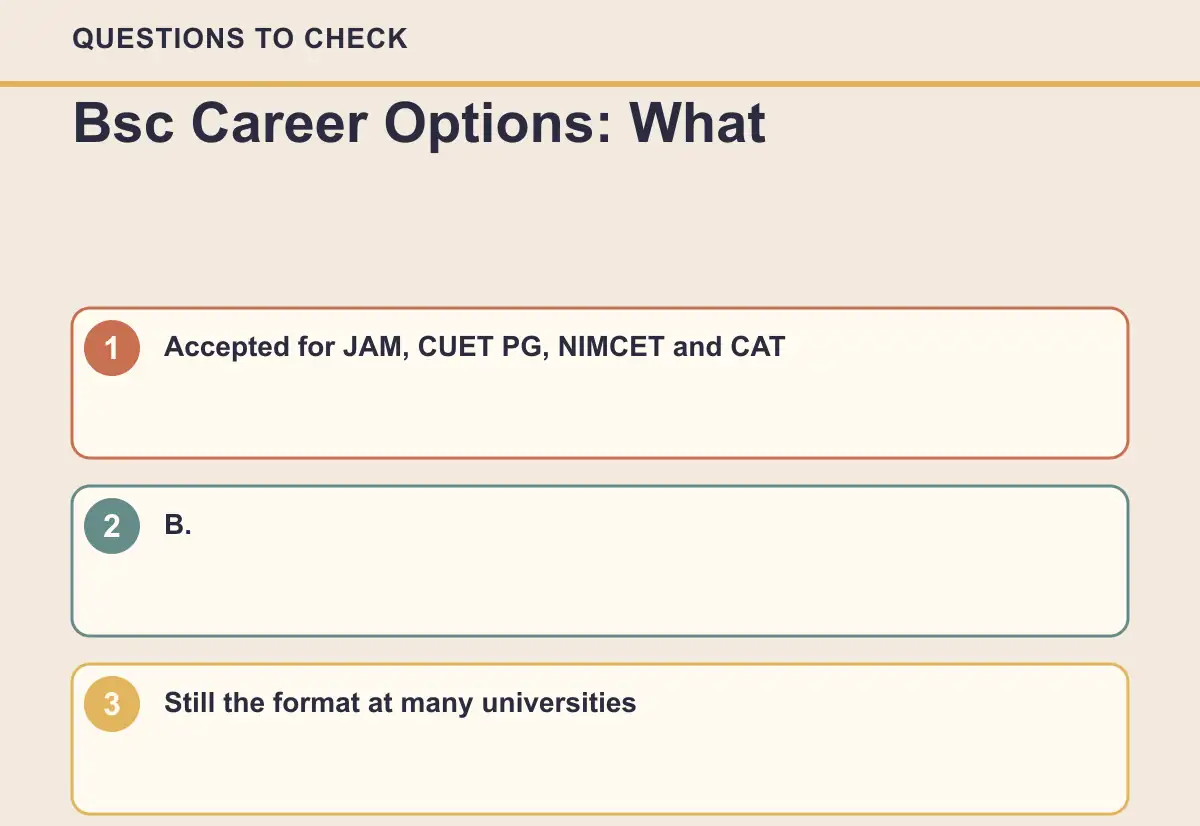 QUESTIONS TO CHECK
Bsc Career Options: What
1 Accepted for JAM, CUET PG, NIMCET and CAT
2 B.
3 Still the format at many universities